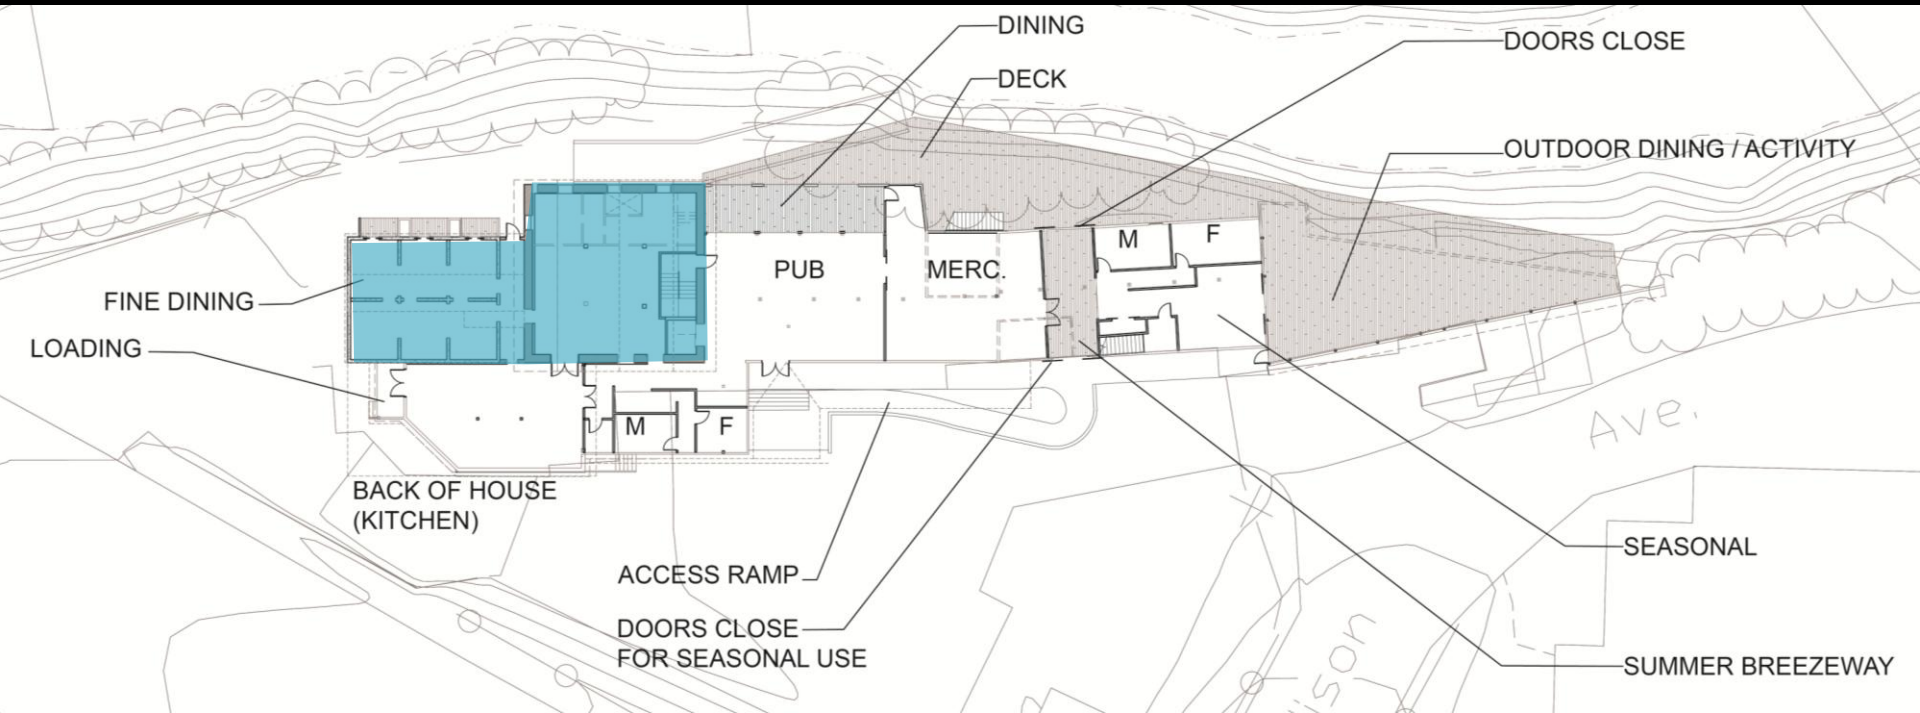 DINING
DOORS CLOSE
DECK
OUTDOOR DINING / ACTIVITY
M
F
PUB
MERC.
FINE DINING
LOADING
M
F
Ave.
BACK OF HOUSE
(KITCHEN)
SEASONAL
ACCESS RAMP
DOORS CLOSE
FOR SEASONAL USE
SUMMER BREEZEWAY